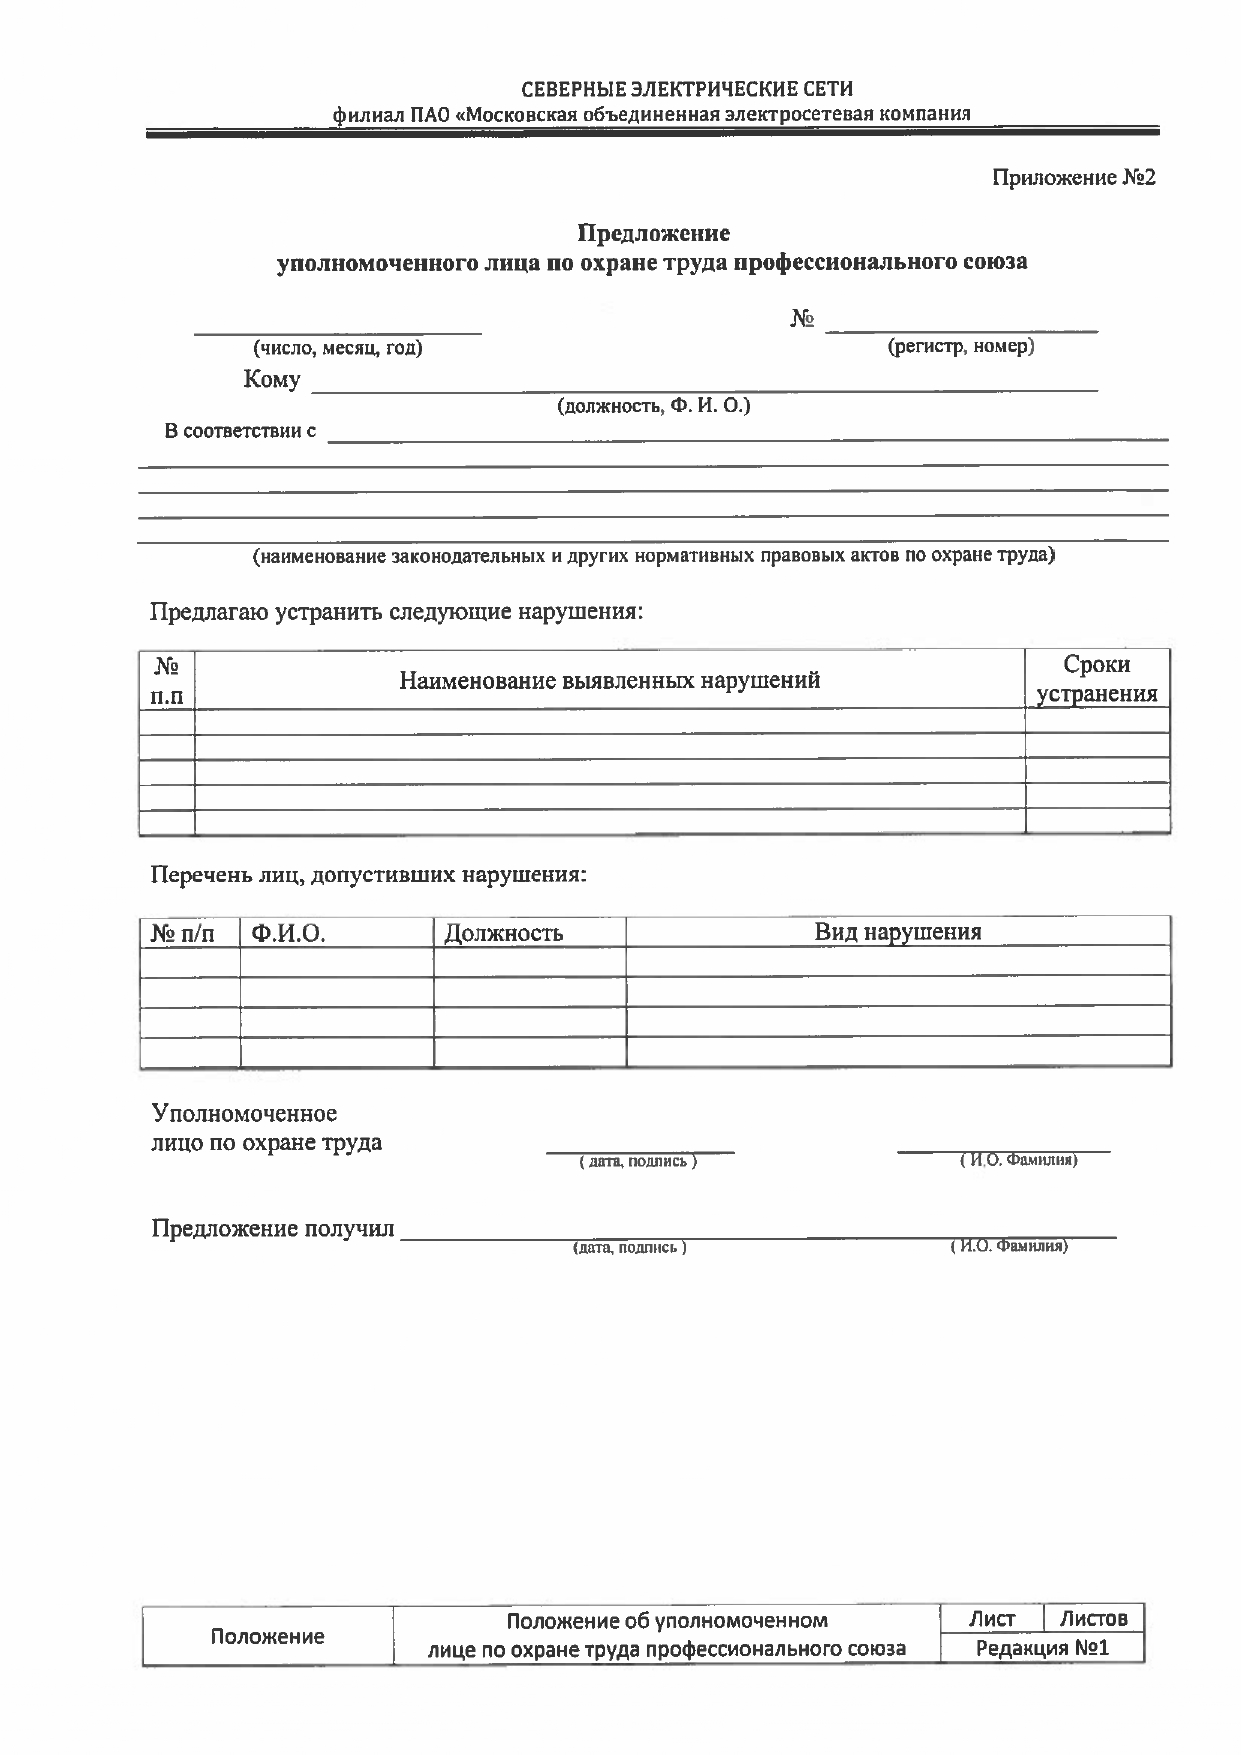 СЕВЕРНЫЕ ЭЛЕКТРИЧЕСКИЕ СЕТИ
филиал ПАО «Московская объединенная электросетевая компания
Приложение №2
Предложение
уполномоченного лица по охране труда профессионального союза
№
(число, месяц, год) (регистр, номер)
Кому
(должность, Ф. И. О.)
В соответствии с
(наименование законодательных и других нормативных правовых актов по охране труда)
Предлагаю устранить следующие нарушения:
№ п.п Наименование выявленных нарушений Сроки устранения
Перечень лиц, допустивших нарушения:
№ п/п Ф.И.О. Должность Вид нарушения
Уполномоченное
лицо по охране труда
( дата, подпись ) ( И.О. Фамилия)
Предложение получил
(дата, подпись ) ( И.О. Фамилия)
Положение
Положение об уполномоченном
лице по охране труда профессионального союза
Лист Листов
Редакция №1